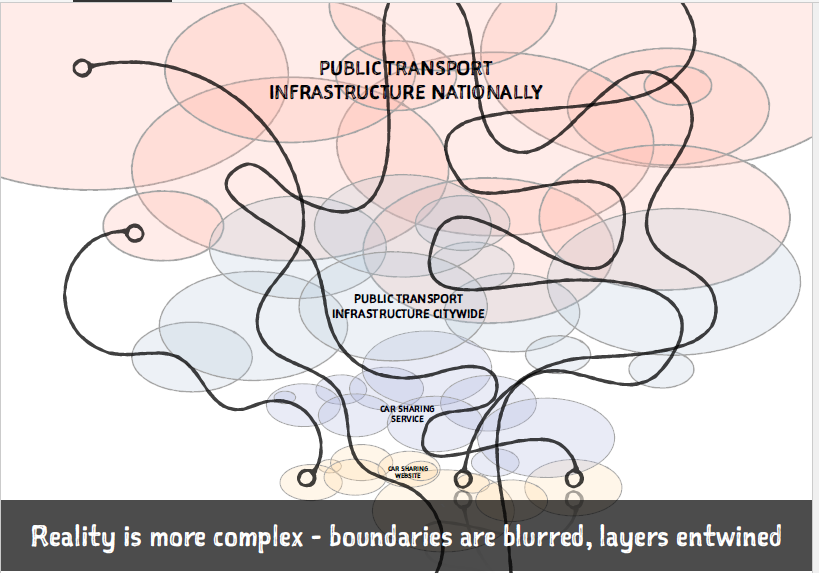 PUBLIC TRANSPORT
INFRASTRUCTURE NATIONALLY
PUBLIC TRANSPORT
INFRASTRUCTURE CITYWIDE
CAR SHARING
SERVICE
CAR SHARING
WEBSITE
Reality is more complex - boundaries are blurred, layers entwined